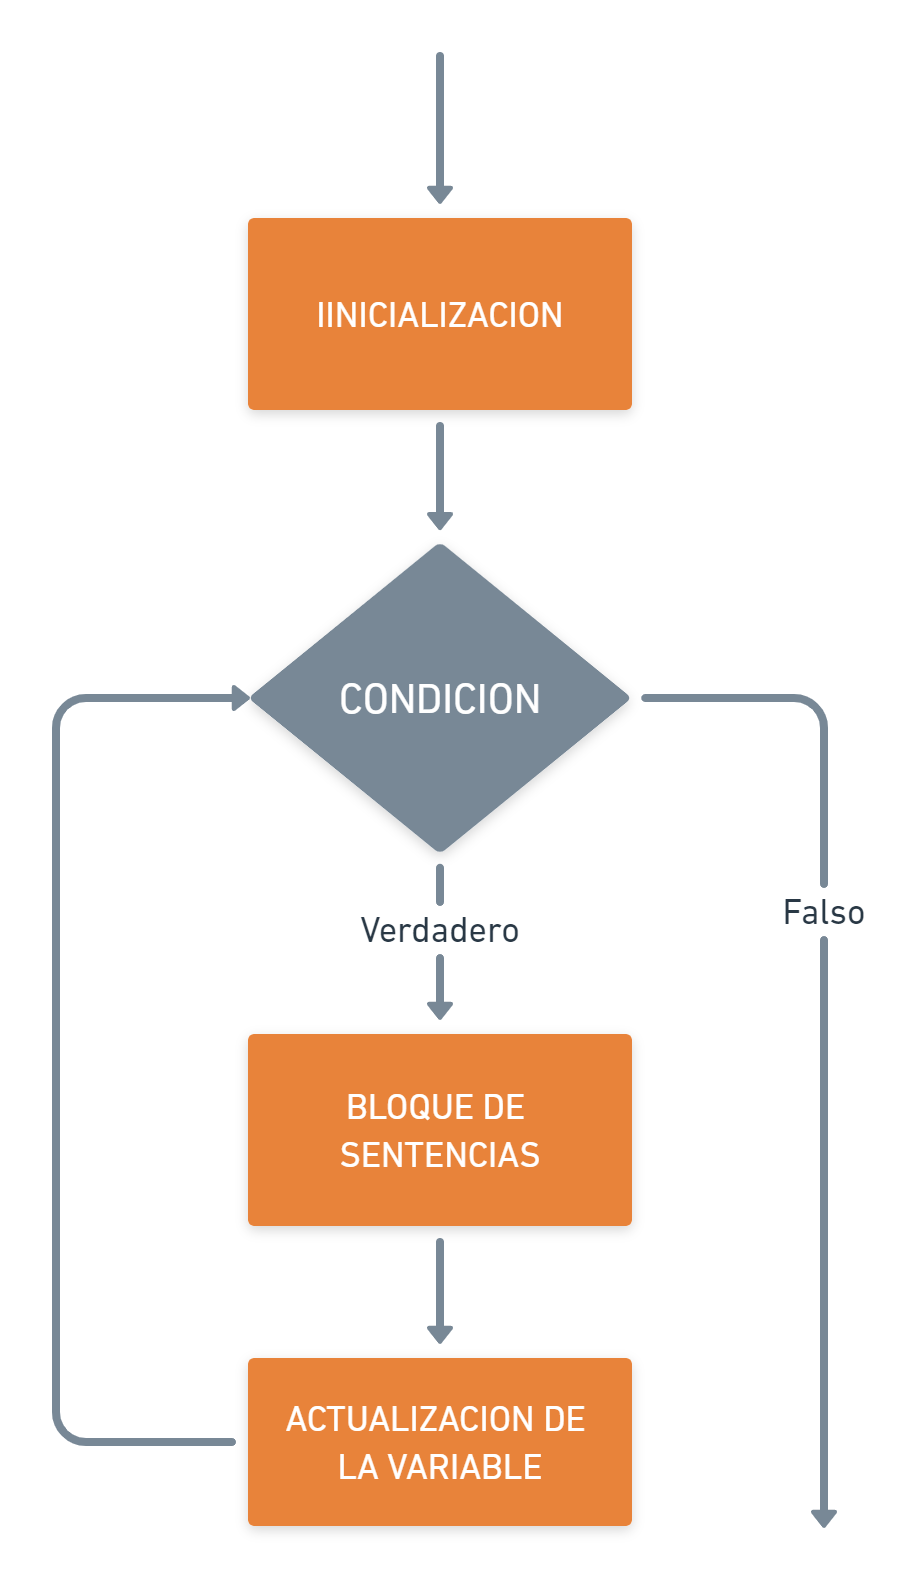 IINICIALIZACION
CONDICION
Falso
Verdadero
BLOQUE DE
SENTENCIAS
ACTUALIZACION DE
LA VARIABLE